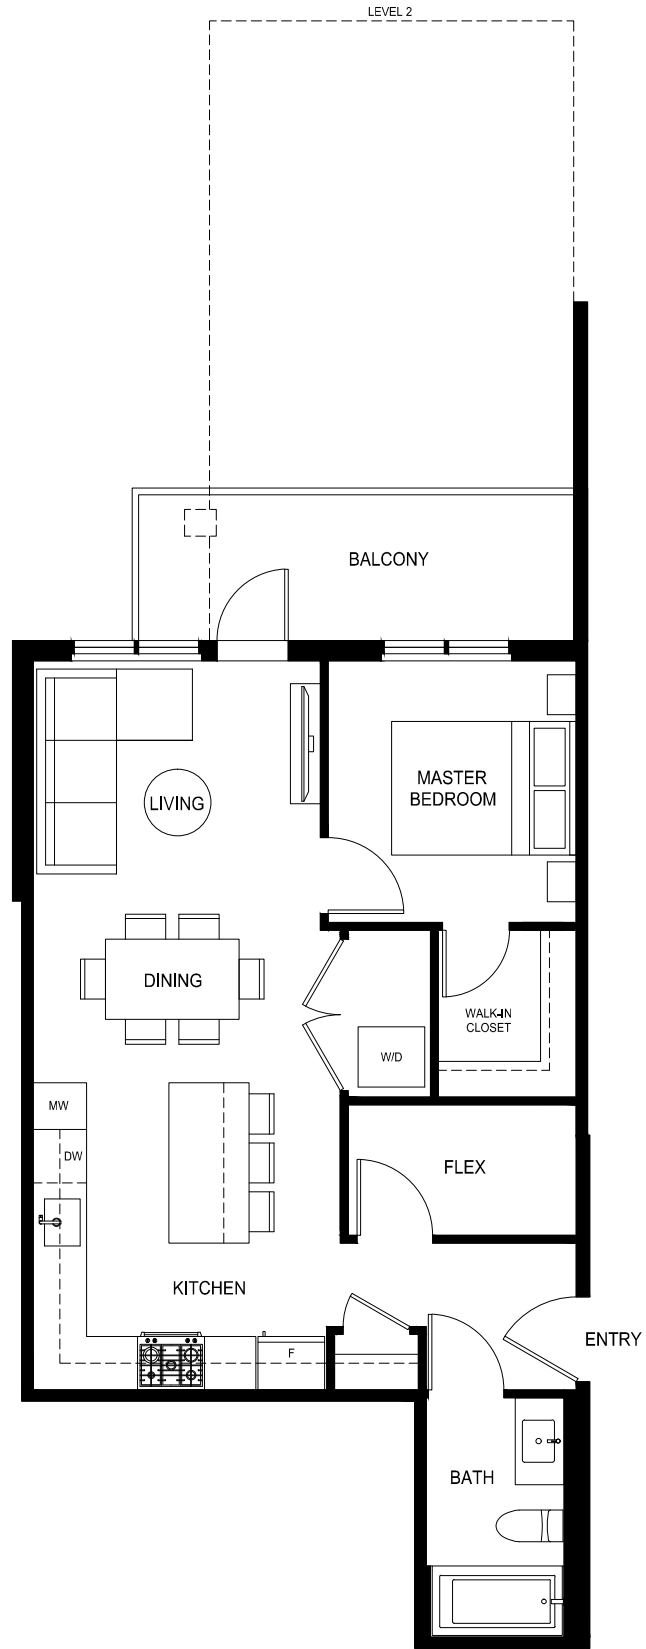 LEVEL 2
BALCONY
MASTER
BEDROOM
LIVING
DINING
WALK-IN
CLOSET
W/D
MW
DW
FLEX
KITCHEN
ENTRY
F
BATH